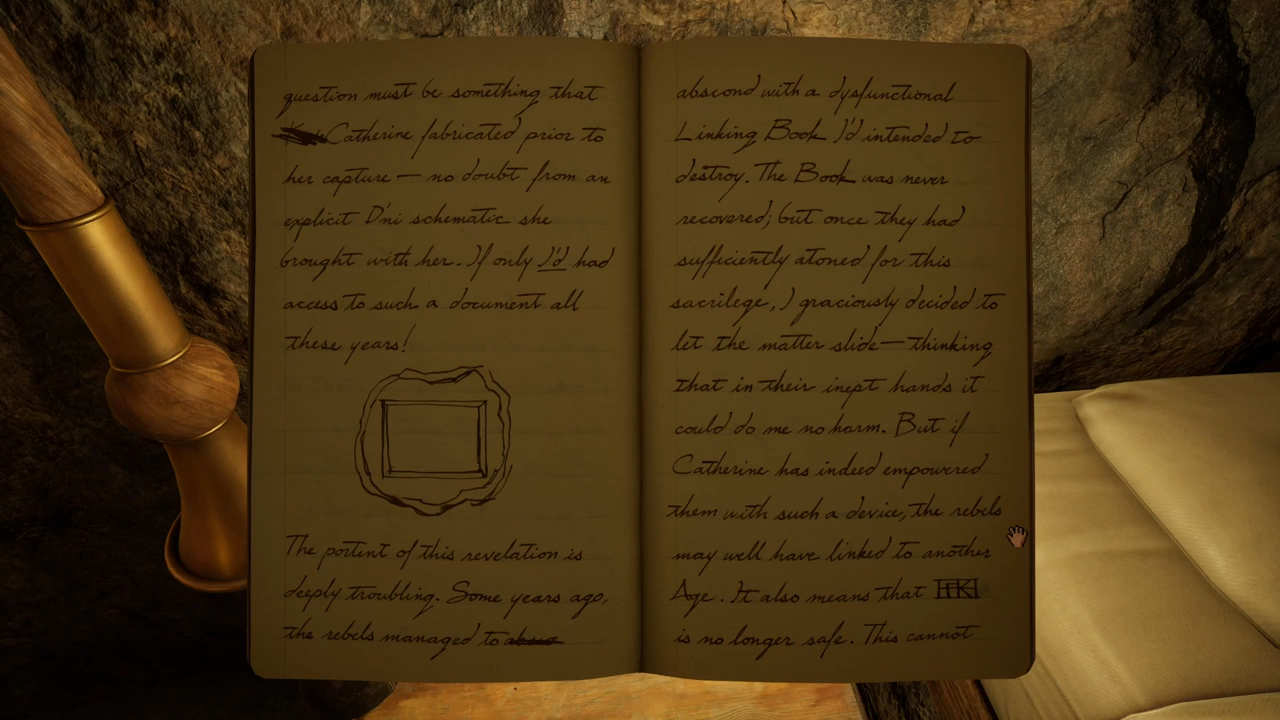 question must be something that
Catherine fabricated prior to
her capture — no doubt from an
explicit D'ni schematic she
brought with her. If only I'd had
access to such a document all
these years!
The portent of this revelation is
deeply troubling. Some years ago,
the rebels managed to
abscond with a dysfunctional
Linking Book I'd intended to
destroy. The Book was never
recovered; but once they had
sufficiently atoned for this
sacrilege, I graciously decided to
let the matter slide — thinking
that in their inept hands it
could do me no harm. But if
Catherine has indeed empowered
them with such a device, the rebels
may well have linked to another
Age. It also means that
is no longer safe. This cannot